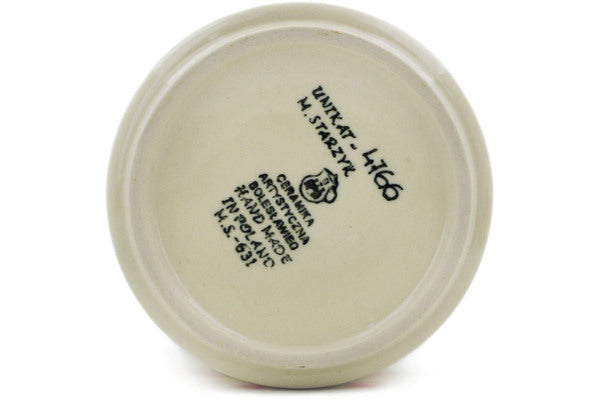 UNIKAT - 4766
M. STARZYK
CERAMIKA
ARTYSTYCZNA
BOLESŁAWIEC
HAND MADE
IN POLAND
M.S.-631